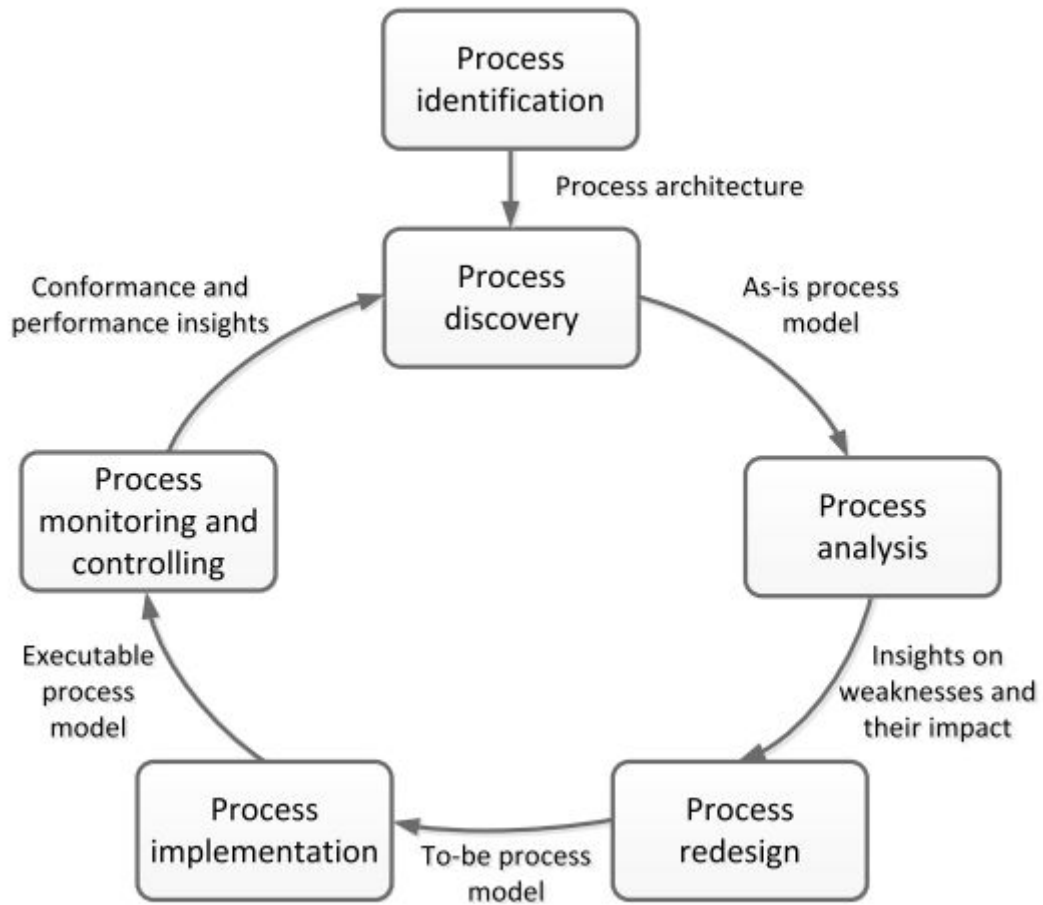 Process
identification
Process architecture
Process
discovery
As-is process
model
Process
analysis
Insights on
weaknesses and
their impact
Process
redesign
To-be process
model
Process
implementation
Executable
process
model
Process
monitoring and
controlling
Conformance and
performance insights